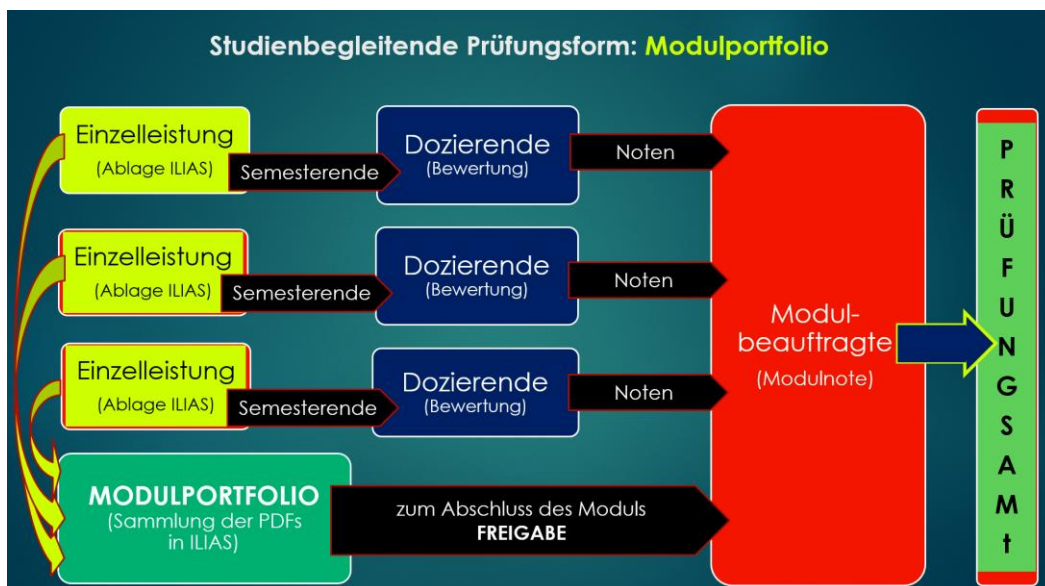 Studienbegleitende Prüfungsform: Modulportfolio
Einzelleistung
(Ablage ILIAS)
Semesterende
Dozierende
(Bewertung)
Noten
Einzelleistung
(Ablage ILIAS)
Semesterende
Dozierende
(Bewertung)
Noten
Einzelleistung
(Ablage ILIAS)
Semesterende
Dozierende
(Bewertung)
Noten
MODULPORTFOLIO
(Sammlung der PDFs
in ILIAS)
zum Abschluss des Moduls
FREIGABE
Modul-
beauftragte
(Modulnote)
P
R
Ü
F
U
N
G
S
A
M
t